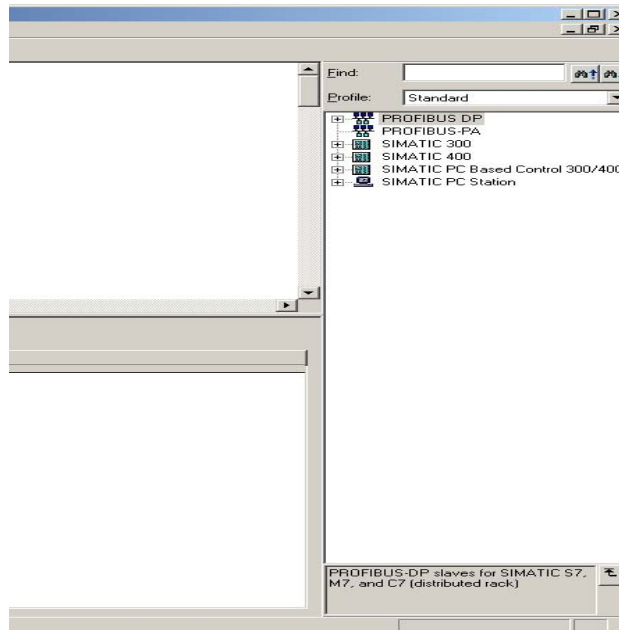 Find:
Profile: Standard
PROFIBUS DP
PROFIBUS-PA
SIMATIC 300
SIMATIC 400
SIMATIC PC Based Control 300/400
SIMATIC PC Station
PROFIBUS-DP slaves for SIMATIC S7,
M7, and C7 (distributed rack)